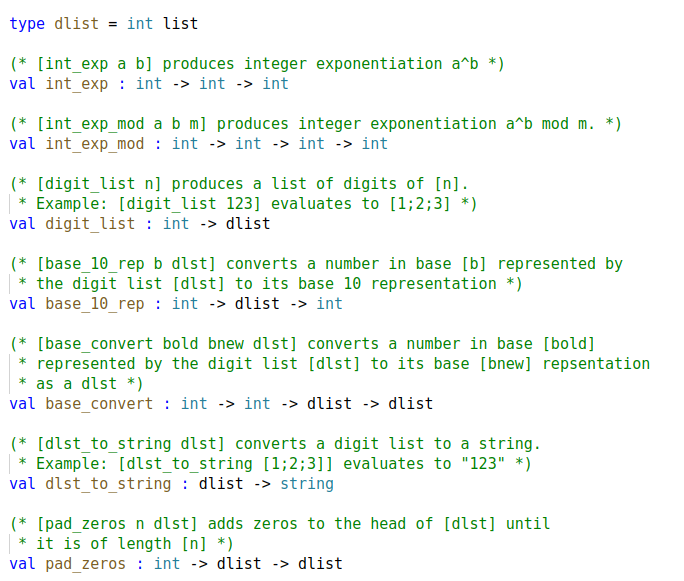 type dlist = int list
(* [int_exp a b] produces integer exponentiation a^b *)
val int_exp : int -> int -> int
(* [int_exp_mod a b m] produces integer exponentiation a^b mod m. *)
val int_exp_mod : int -> int -> int -> int
(* [digit_list n] produces a list of digits of [n].
* Example: [digit_list 123] evaluates to [1;2;3] *)
val digit_list : int -> dlist
(* [base_10_rep b dlst] converts a number in base [b] represented by
* the digit list [dlst] to its base 10 representation *)
val base_10_rep : int -> dlist -> int
(* [base_convert bold bnew dlst] converts a number in base [bold]
* represented by the digit list [dlst] to its base [bnew] repsentation
* as a dlst *)
val base_convert : int -> int -> dlist -> dlist
(* [dlst_to_string dlst] converts a digit list to a string.
* Example: [dlst_to_string [1;2;3]] evaluates to "123" *)
val dlst_to_string : dlist -> string
(* [pad_zeros n dlst] adds zeros to the head of [dlst] until
* it is of length [n] *)
val pad_zeros : int -> dlist -> dlist